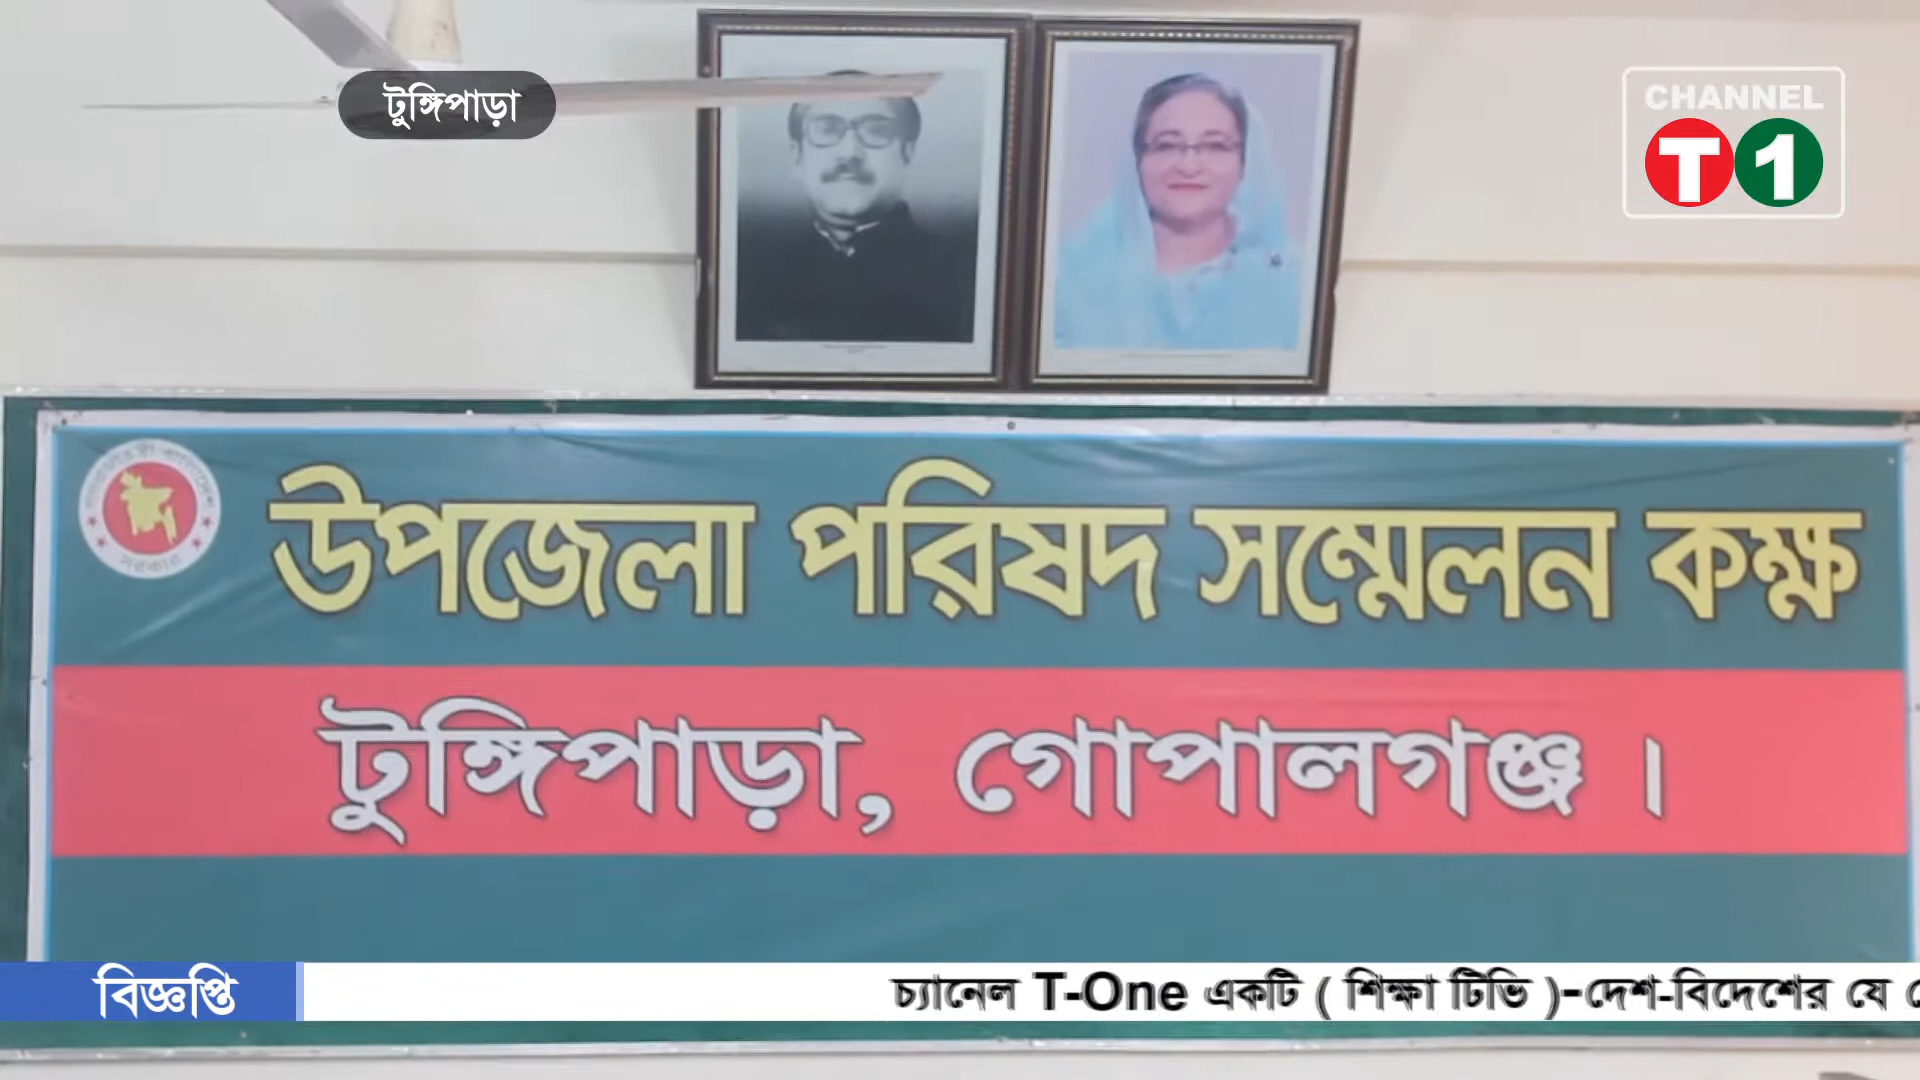 টুঙ্গিপাড়া
CHANNEL
T1
উপজেলা পরিষদ সম্মেলন কক্ষ
টুঙ্গিপাড়া, গোপালগঞ্জ ।
বিজ্ঞপ্তি
চ্যানেল T-One একটি ( শিক্ষা টিভি )-দেশ-বিদেশের যে